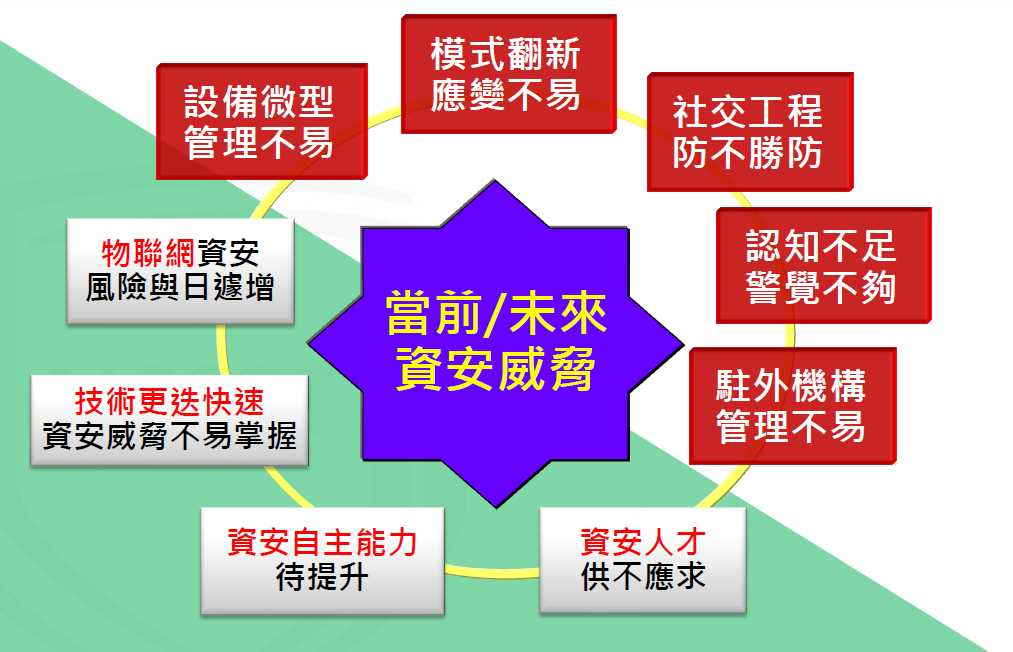 模式翻新
應變不易
設備微型
管理不易
社交工程
防不勝防
物聯網資安
風險與日遽增
認知不足
警覺不夠
當前/未來
資安威脅
技術更迭快速
資安威脅不易掌握
駐外機構
管理不易
資安自主能力
待提升
資安人才
供不應求